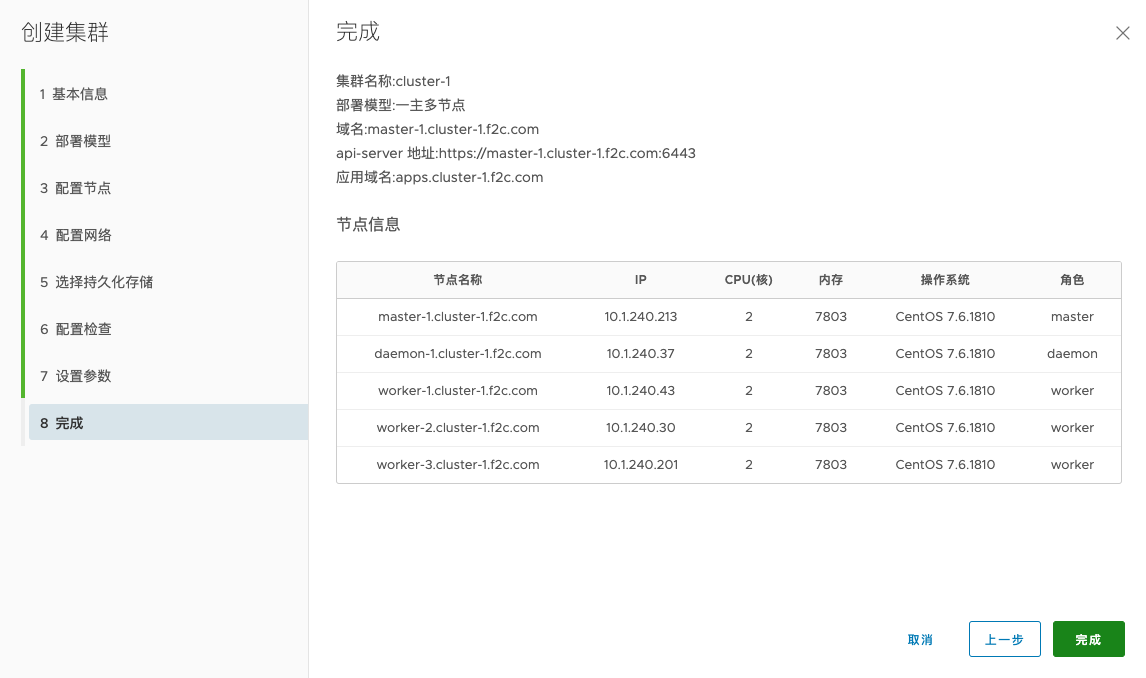 创建集群
1 基本信息
2 部署模型
3 配置节点
4 配置网络
5 选择持久化存储
6 配置检查
7 设置参数
8 完成
完成
集群名称:cluster-1
部署模型:一主多节点
域名:master-1.cluster-1.f2c.com
api-server 地址:https://master-1.cluster-1.f2c.com:6443
应用域名:apps.cluster-1.f2c.com
节点信息
节点名称 IP CPU(核) 内存 操作系统 角色
master-1.cluster-1.f2c.com 10.1.240.213 2 7803 CentOS 7.6.1810 master
daemon-1.cluster-1.f2c.com 10.1.240.37 2 7803 CentOS 7.6.1810 daemon
worker-1.cluster-1.f2c.com 10.1.240.43 2 7803 CentOS 7.6.1810 worker
worker-2.cluster-1.f2c.com 10.1.240.30 2 7803 CentOS 7.6.1810 worker
worker-3.cluster-1.f2c.com 10.1.240.201 2 7803 CentOS 7.6.1810 worker
取消 上一步 完成